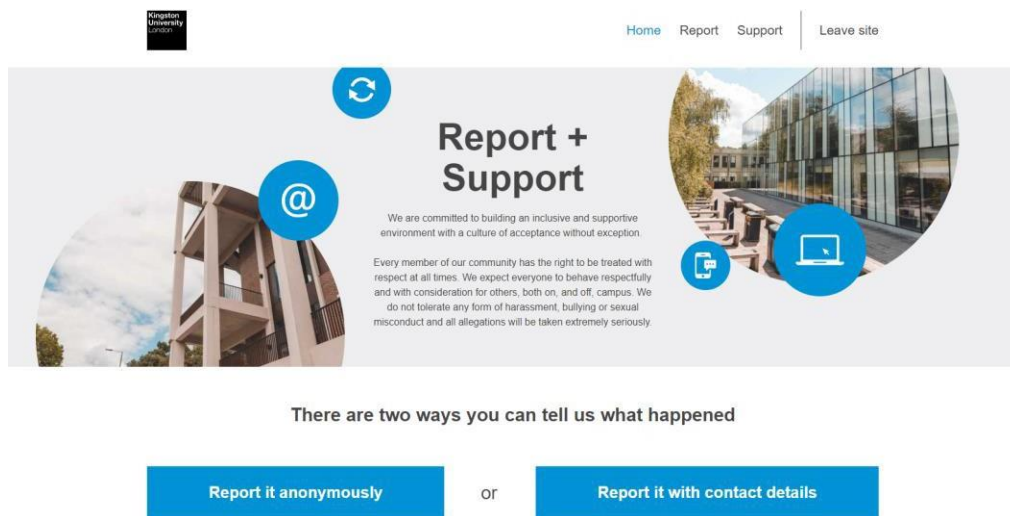 Kingston
University
London
Home Report Support Leave site
@
Report +
Support
We are committed to building an inclusive and supportive
environment with a culture of acceptance without exception.
Every member of our community has the right to be treated with
respect at all times. We expect everyone to behave respectfully
and with consideration for others, both on, and off, campus. We
do not tolerate any form of harassment, bullying or sexual
misconduct and all allegations will be taken extremely seriously.
There are two ways you can tell us what happened
Report it anonymously or Report it with contact details